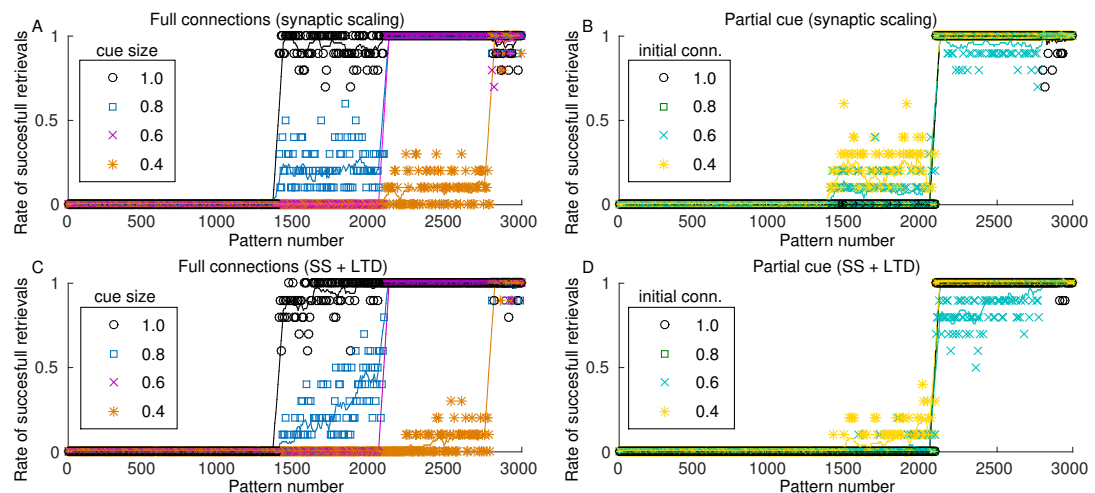 A
Full connections (synaptic scaling)
Rate of succesfull retrievals
1
0.5
0
cue size
1.0
0.8
0.6
0.4
0 500 1000 1500 2000 2500 3000
Pattern number
B
Partial cue (synaptic scaling)
Rate of succesfull retrievals
1
0.5
0
initial conn.
1.0
0.8
0.6
0.4
0 500 1000 1500 2000 2500 3000
Pattern number
C
Full connections (SS + LTD)
Rate of succesfull retrievals
1
0.5
0
cue size
1.0
0.8
0.6
0.4
0 500 1000 1500 2000 2500 3000
Pattern number
D
Partial cue (SS + LTD)
Rate of succesfull retrievals
1
0.5
0
initial conn.
1.0
0.8
0.6
0.4
0 500 1000 1500 2000 2500 3000
Pattern number